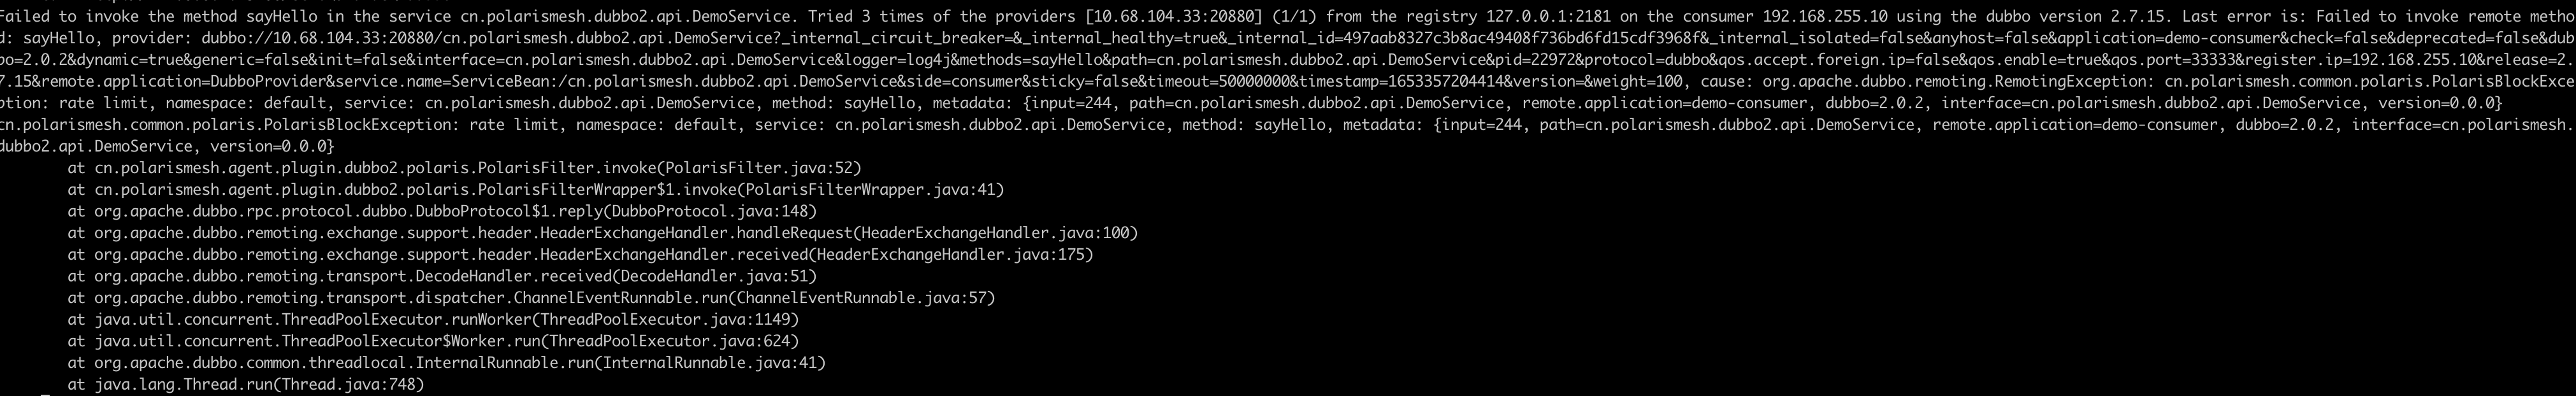 Failed to invoke the method sayHello in the service cn.polarismesh.dubbo2.api.DemoService. Tried 3 times of the providers [10.68.104.33:20880] (1/1) from the registry 127.0.0.1:2181 on the consumer 192.168.255.10 using the dubbo version 2.7.15. Last error is: Failed to invoke remote metho
d: sayHello, provider: dubbo://10.68.104.33:20880/cn.polarismesh.dubbo2.api.DemoService?_internal_circuit_breaker=&_internal_healthy=true&_internal_id=497aab8327c3b8ac49408f736bd6fd15cdf3968f&_internal_isolated=false&anyhost=false&application=demo-consumer&check=false&deprecated=false&dub
bo=2.0.2&dynamic=true&generic=false&init=false&interface=cn.polarismesh.dubbo2.api.DemoService&logger=log4j&methods=sayHello&path=cn.polarismesh.dubbo2.api.DemoService&pid=22972&protocol=dubbo&qos.accept.foreign.ip=false&qos.enable=true&qos.port=33333&register.ip=192.168.255.10&release=2.
7.15&remote.application=DubboProvider&service.name=ServiceBean:/cn.polarismesh.dubbo2.api.DemoService&side=consumer&sticky=false&timeout=50000000&timestamp=1653357204414&version=&weight=100, cause: org.apache.dubbo.remoting.RemotingException: cn.polarismesh.common.polaris.PolarisBlockExce
ption: rate limit, namespace: default, service: cn.polarismesh.dubbo2.api.DemoService, method: sayHello, metadata: {input=244, path=cn.polarismesh.dubbo2.api.DemoService, remote.application=demo-consumer, dubbo=2.0.2, interface=cn.polarismesh.dubbo2.api.DemoService, version=0.0.0}
cn.polarismesh.common.polaris.PolarisBlockException: rate limit, namespace: default, service: cn.polarismesh.dubbo2.api.DemoService, method: sayHello, metadata: {input=244, path=cn.polarismesh.dubbo2.api.DemoService, remote.application=demo-consumer, dubbo=2.0.2, interface=cn.polarismesh.
dubbo2.api.DemoService, version=0.0.0}
at cn.polarismesh.agent.plugin.dubbo2.polaris.PolarisFilter.invoke(PolarisFilter.java:52)
at cn.polarismesh.agent.plugin.dubbo2.polaris.PolarisFilterWrapper$1.invoke(PolarisFilterWrapper.java:41)
at org.apache.dubbo.rpc.protocol.dubbo.DubboProtocol$1.reply(DubboProtocol.java:148)
at org.apache.dubbo.remoting.exchange.support.header.HeaderExchangeHandler.handleRequest(HeaderExchangeHandler.java:100)
at org.apache.dubbo.remoting.exchange.support.header.HeaderExchangeHandler.received(HeaderExchangeHandler.java:175)
at org.apache.dubbo.remoting.transport.DecodeHandler.received(DecodeHandler.java:51)
at org.apache.dubbo.remoting.transport.dispatcher.ChannelEventRunnable.run(ChannelEventRunnable.java:57)
at java.util.concurrent.ThreadPoolExecutor.runWorker(ThreadPoolExecutor.java:1149)
at java.util.concurrent.ThreadPoolExecutor$Worker.run(ThreadPoolExecutor.java:624)
at org.apache.dubbo.common.threadlocal.InternalRunnable.run(InternalRunnable.java:41)
at java.lang.Thread.run(Thread.java:748)